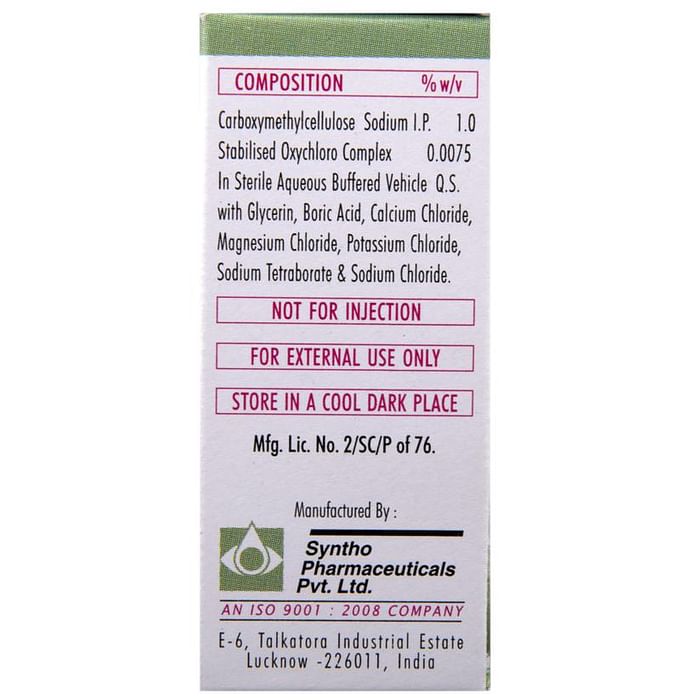 COMPOSITION % w/v
Carboxymethylcellulose Sodium I.P. 1.0
Stabilised Oxychloro Complex 0.0075
In Sterile Aqueous Buffered Vehicle Q.S.
with Glycerin, Boric Acid, Calcium Chloride,
Magnesium Chloride, Potassium Chloride,
Sodium Tetraborate & Sodium Chloride.
NOT FOR INJECTION
FOR EXTERNAL USE ONLY
STORE IN A COOL DARK PLACE
Mfg. Lic. No. 2/SC/P of 76.
Manufactured By :
Syntho
Pharmaceuticals
Pvt. Ltd.
AN ISO 9001 : 2008 COMPANY
E-6, Talkatora Industrial Estate
Lucknow -226011, India